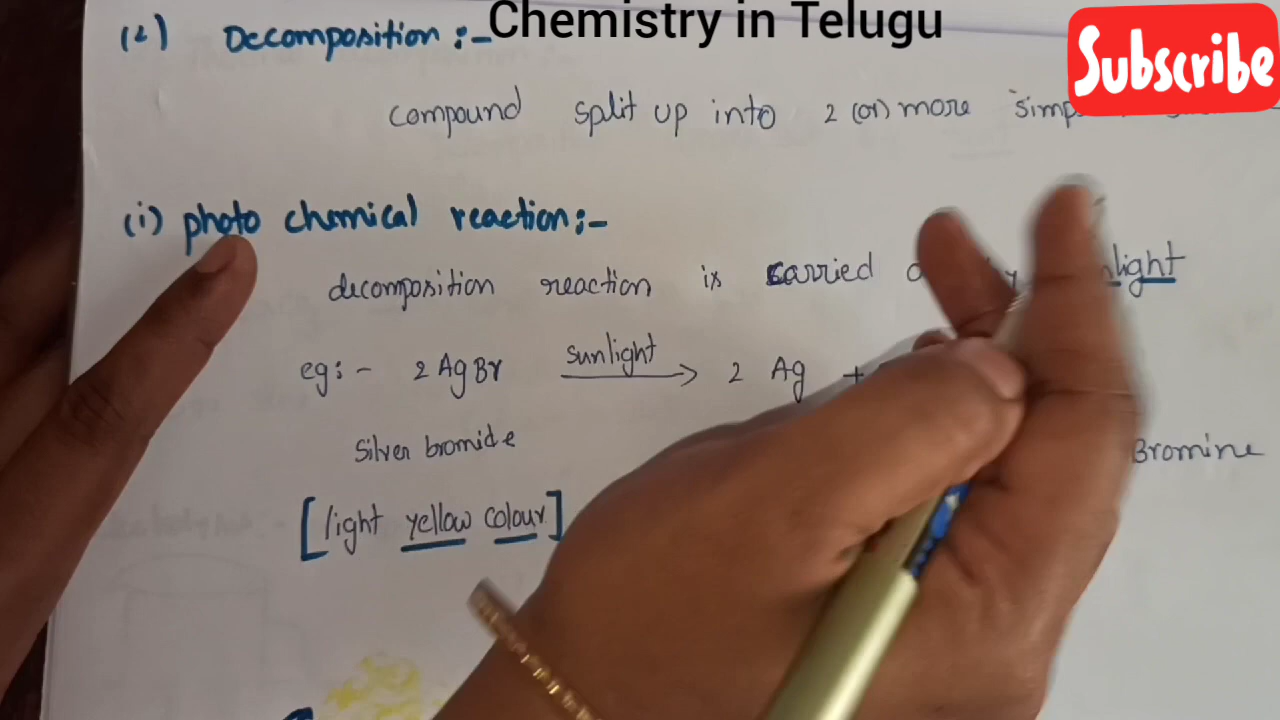 Chemistry in Telugu
Subscribe
(2) Decomposition :-
compound split up into 2 (or) more
(i) photo chemical reaction:-
decomposition reaction is carried
eg:- 2 AgBr sunlight → 2 Ag +
Silver bromide Bromine
[light yellow colour]